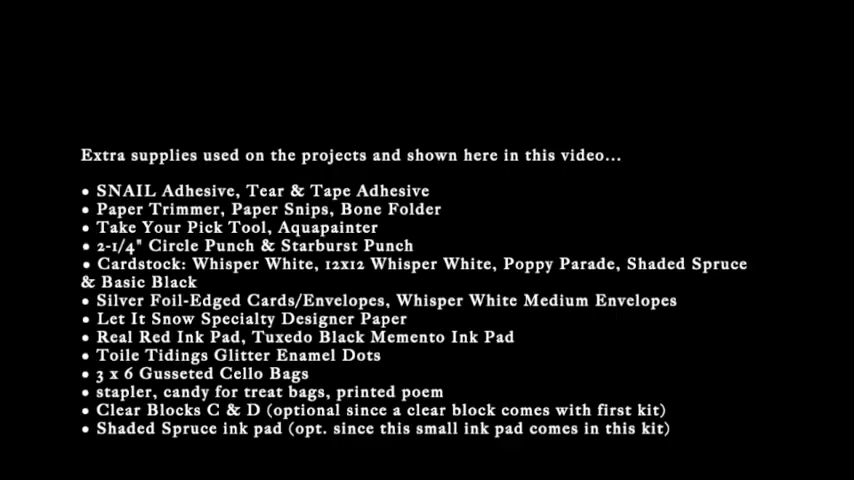 Extra supplies used on the projects and shown here in this video...
• SNAIL Adhesive, Tear & Tape Adhesive
• Paper Trimmer, Paper Snips, Bone Folder
• Take Your Pick Tool, Aquapainter
• 2-1/4" Circle Punch & Starburst Punch
• Cardstock: Whisper White, 12x12 Whisper White, Poppy Parade, Shaded Spruce
& Basic Black
• Silver Foil-Edged Cards/Envelopes, Whisper White Medium Envelopes
• Let It Snow Specialty Designer Paper
• Real Red Ink Pad, Tuxedo Black Memento Ink Pad
• Toile Tidings Glitter Enamel Dots
• 3 x 6 Gusseted Cello Bags
• stapler, candy for treat bags, printed poem
• Clear Blocks C & D (optional since a clear block comes with first kit)
• Shaded Spruce ink pad (opt. since this small ink pad comes in this kit)